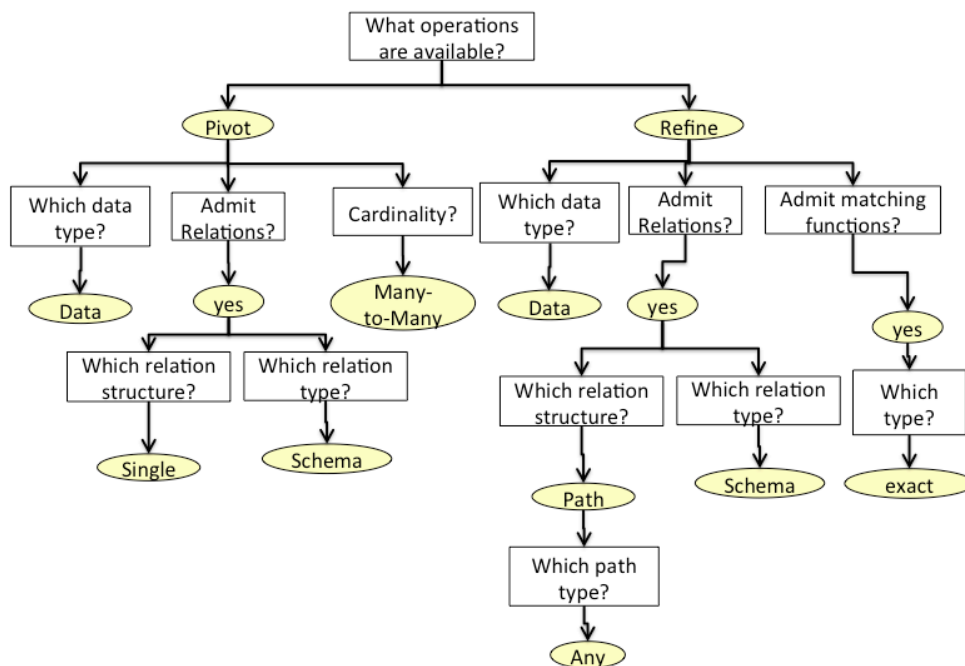 What operations
are available?
Pivot
Refine
Which data
type?
Admit
Relations?
Cardinality?
Which data
type?
Admit
Relations?
Admit matching
functions?
Data
yes
Many-
to-Many
Data
yes
yes
Which relation
structure?
Which relation
type?
Which relation
structure?
Which relation
type?
Which
type?
Single
Schema
Path
Schema
exact
Which path
type?
Any